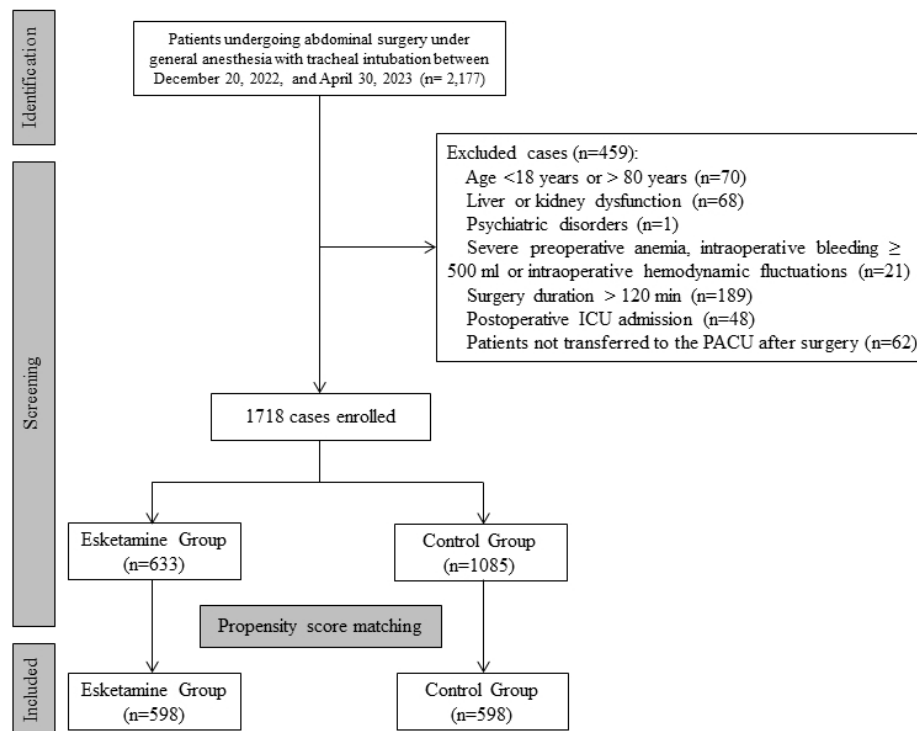 Identification
Patients undergoing abdominal surgery under
general anesthesia with tracheal intubation between
December 20, 2022, and April 30, 2023 (n= 2,177)
Screening
Excluded cases (n=459):
Age <18 years or > 80 years (n=70)
Liver or kidney dysfunction (n=68)
Psychiatric disorders (n=1)
Severe preoperative anemia, intraoperative bleeding ≥
500 ml or intraoperative hemodynamic fluctuations (n=21)
Surgery duration > 120 min (n=189)
Postoperative ICU admission (n=48)
Patients not transferred to the PACU after surgery (n=62)
1718 cases enrolled
Esketamine Group
(n=633)
Control Group
(n=1085)
Propensity score matching
Included
Esketamine Group
(n=598)
Control Group
(n=598)